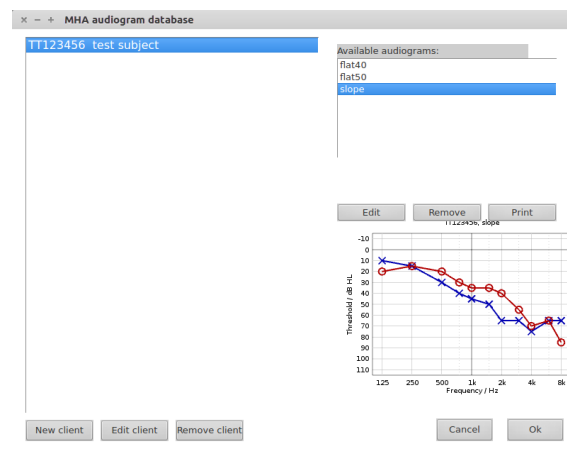 MHA audiogram database
TT123456 test subject
Available audiograms:
flat40
flat50
slope
Edit
Remove
Print
TT123456, slope
Threshold / dB HL
-10
0
10
20
30
40
50
60
70
80
90
100
110
125 250 500 1k 2k 4k 8k
Frequency / Hz
New client
Edit client
Remove client
Cancel
Ok